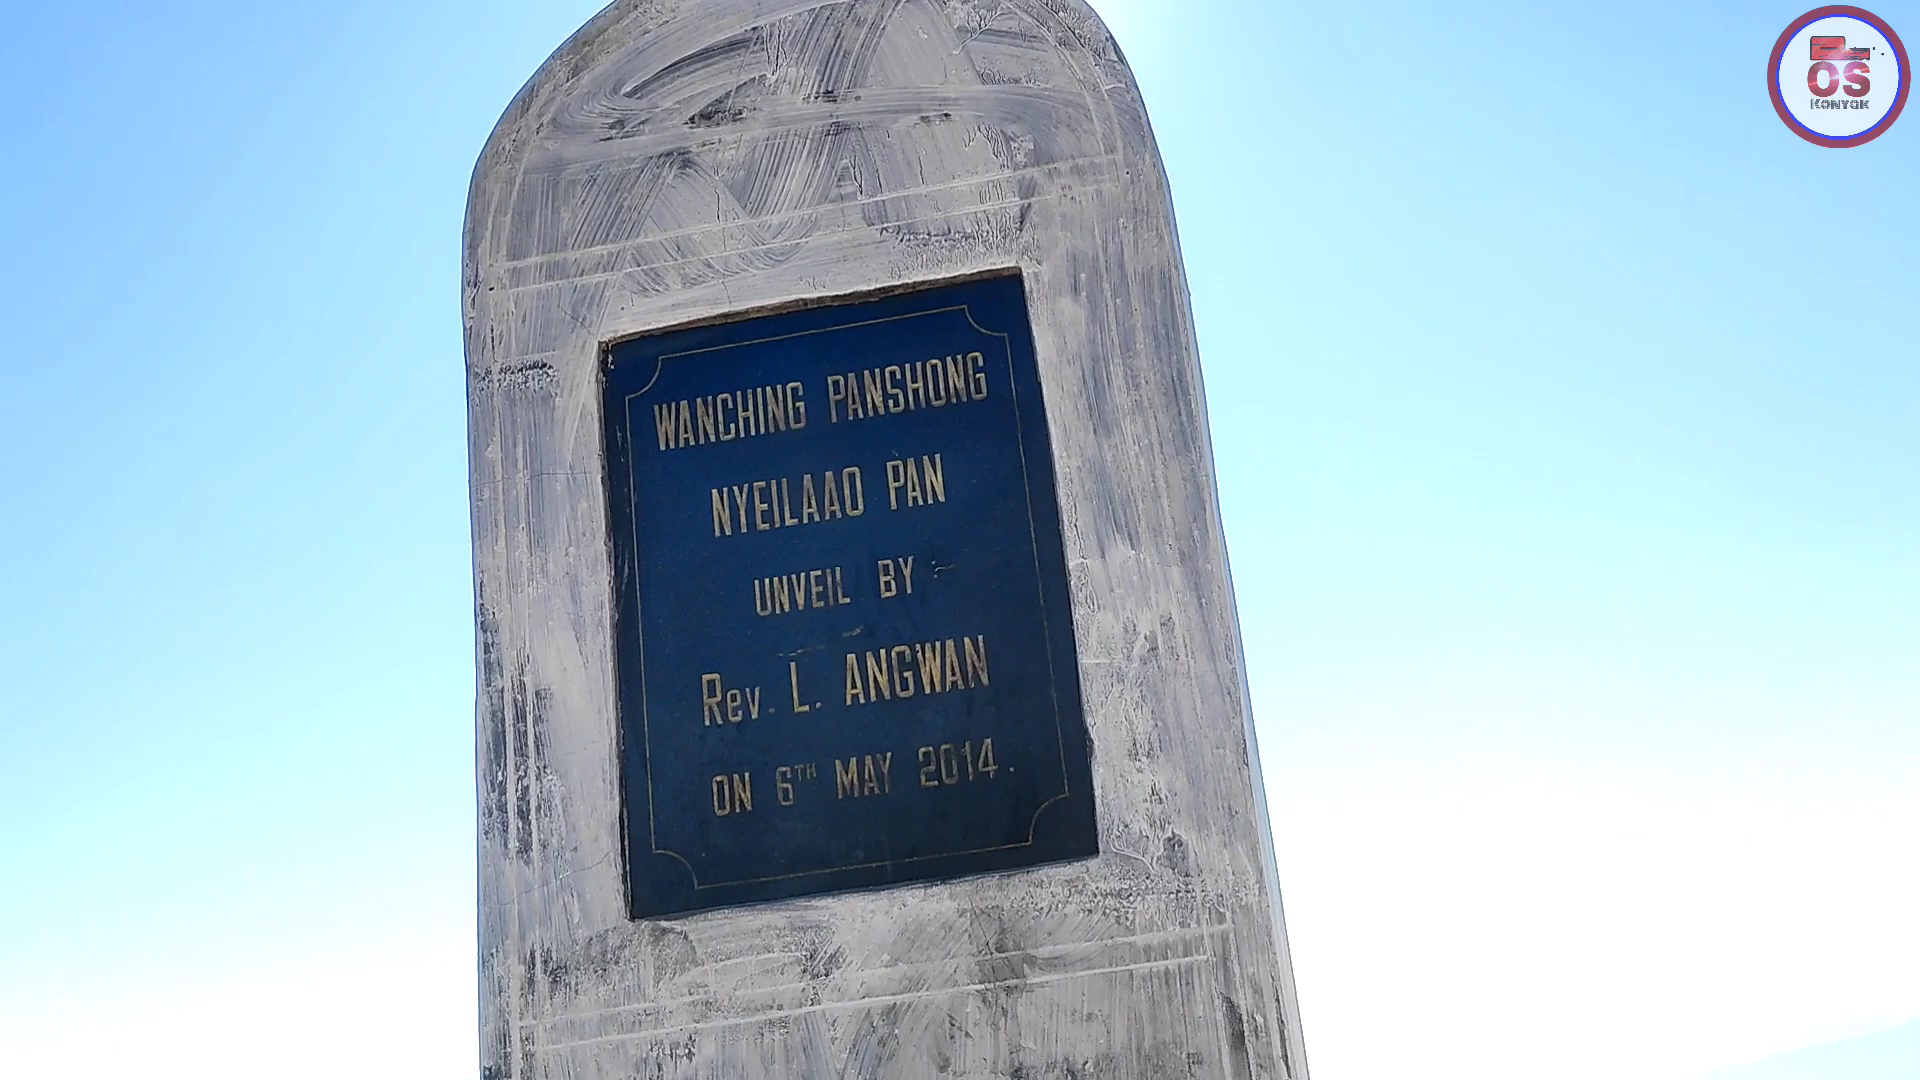 WANCHING PANSHONG
NYEILAAO PAN
UNVEIL BY :-
Rev. L. ANGWAN
ON 6TH MAY 2014.
OS
KONYAK